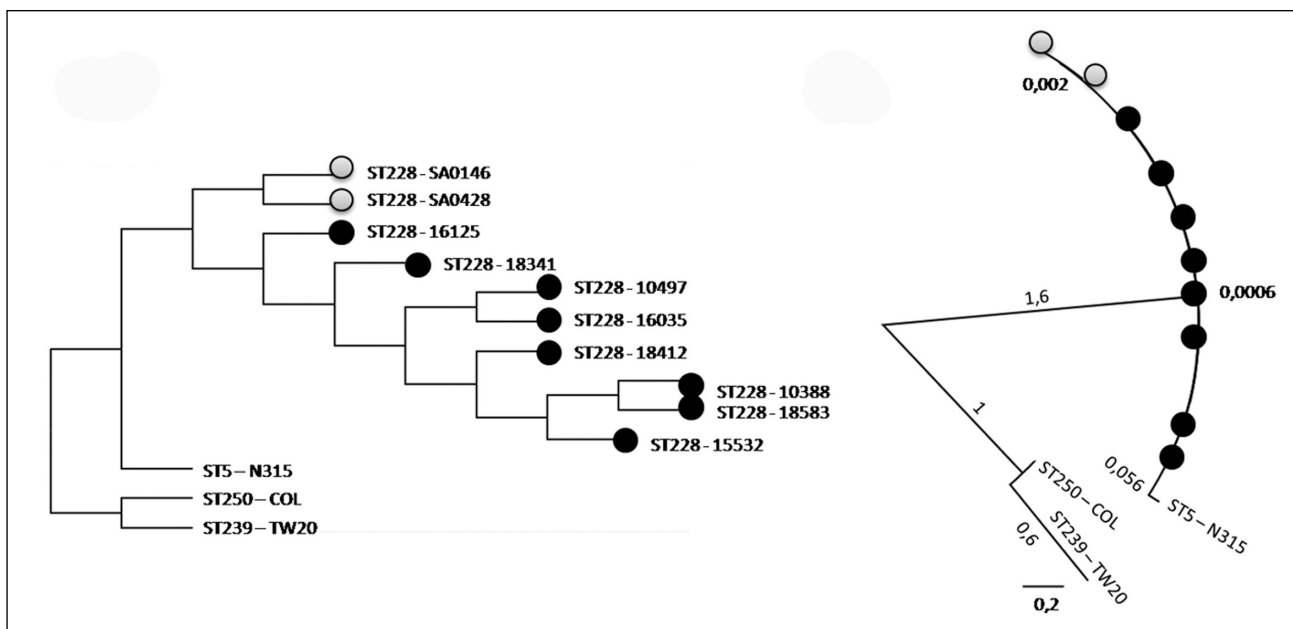 ST228-SA0146
ST228-SA0428
ST228-16125
ST228-18341
ST228-10497
ST228-16035
ST228-18412
ST228-10388
ST228-18583
ST228-15532
ST5-N315
ST250-COL
ST239-TW20
0,002
0,0006
1,6
1
0,056
ST5-N315
ST250-COL
ST239-TW20
0,6
0,2